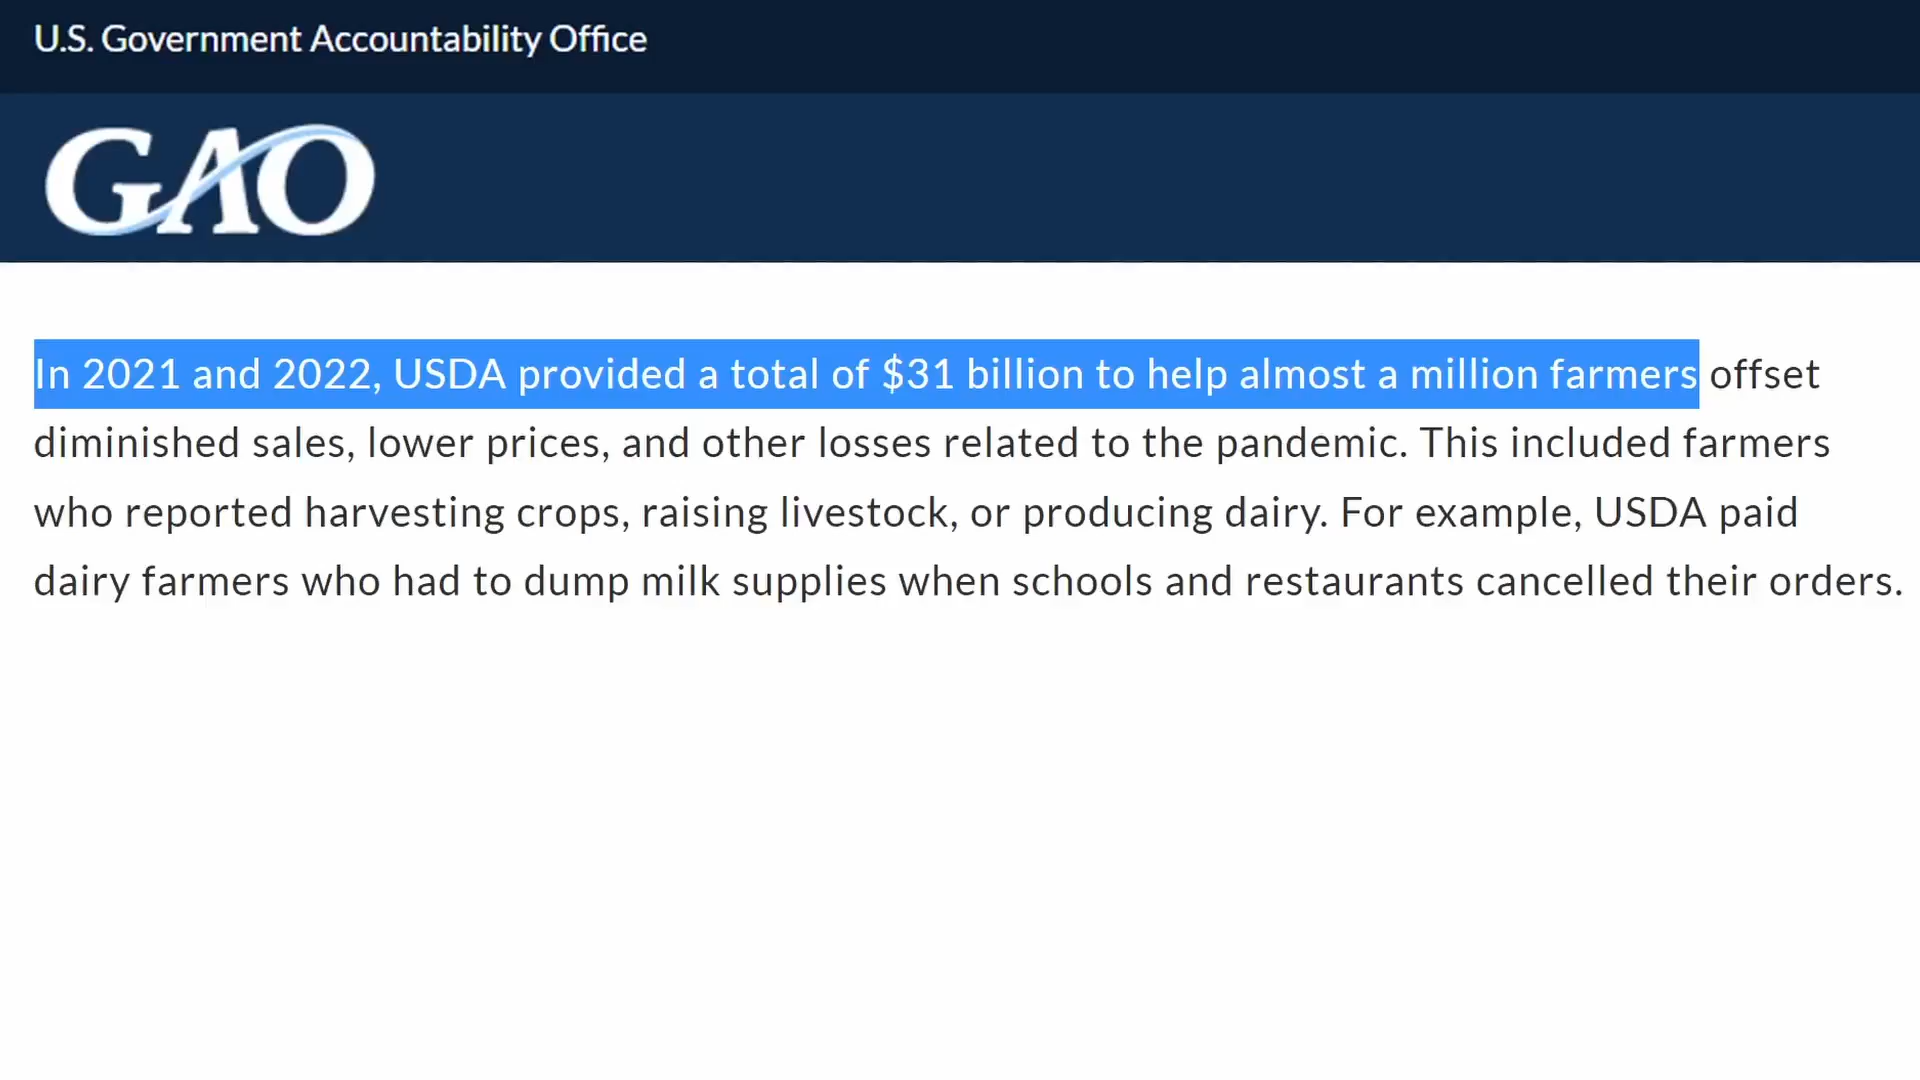 U.S. Government Accountability Office
GAO
In 2021 and 2022, USDA provided a total of $31 billion to help almost a million farmers offset
diminished sales, lower prices, and other losses related to the pandemic. This included farmers
who reported harvesting crops, raising livestock, or producing dairy. For example, USDA paid
dairy farmers who had to dump milk supplies when schools and restaurants cancelled their orders.